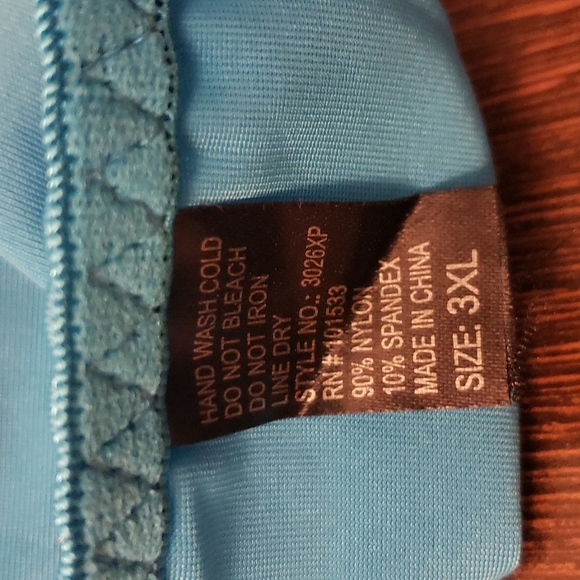 HAND WASH COLD
DO NOT BLEACH
DO NOT IRON
LINE DRY
STYLE NO.: 3026XP
RN # 101533
90% NYLON
10% SPANDEX
MADE IN CHINA
SIZE: 3XL